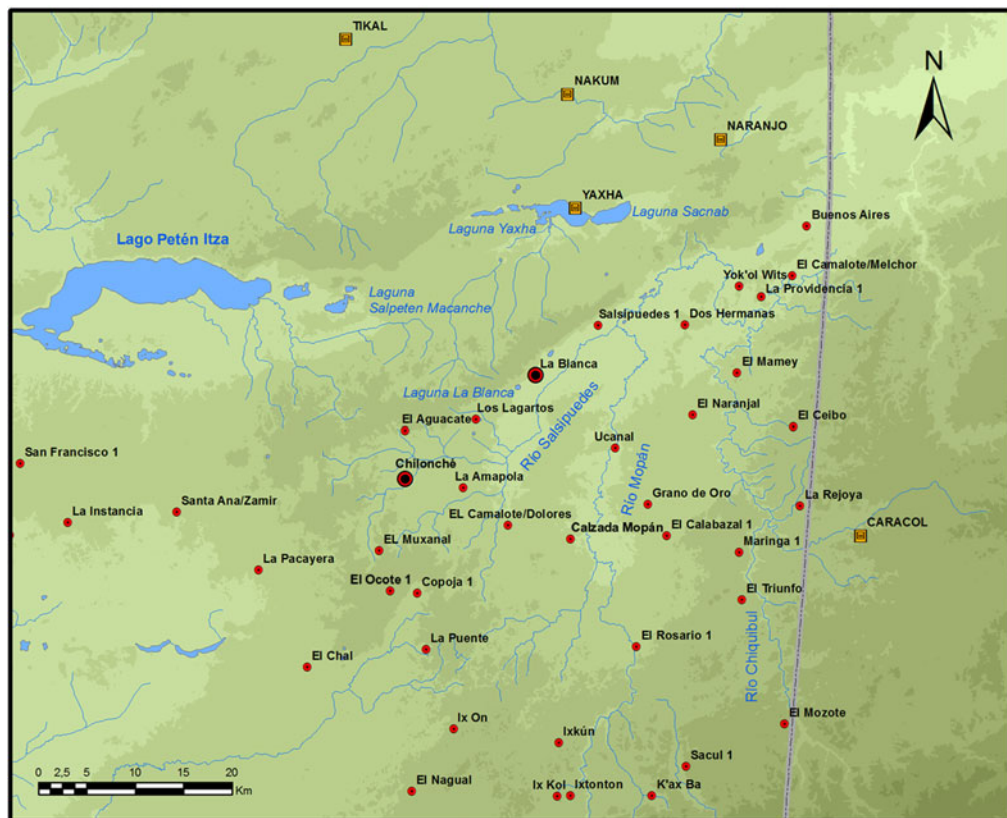 TIKAL
NAKUM
N
NARANJO
YAXHA
Laguna Sacnab
Buenos Aires
Laguna Yaxha
Lago Petén Itza
El Camalote/Melchor
Yok'ol Wits
La Providencia 1
Laguna
Salpeten Macanche
Salsipuedes 1
Dos Hermanas
La Blanca
El Mamey
Laguna La Blanca
Los Lagartos
El Naranjal
El Aguacate
El Ceibo
Río Salsipuedes
Ucanal
San Francisco 1
Chilonché
La Amapola
Río Mopán
Santa Ana/Zamir
Grano de Oro
La Rejoya
La Instancia
EL Camalote/Dolores
Calzada Mopán
El Calabazal 1
CARACOL
EL Muxanal
Maringa 1
La Pacayera
El Ocote 1
Copoja 1
El Triunfo
La Puente
El Rosario 1
Río Chiquibul
El Chal
Ix On
El Mozote
Ixkún
Sacul 1
0 2,5 5 10 15 20
Km
El Nagual
Ix Kol
Ixtonton
K'ax Ba